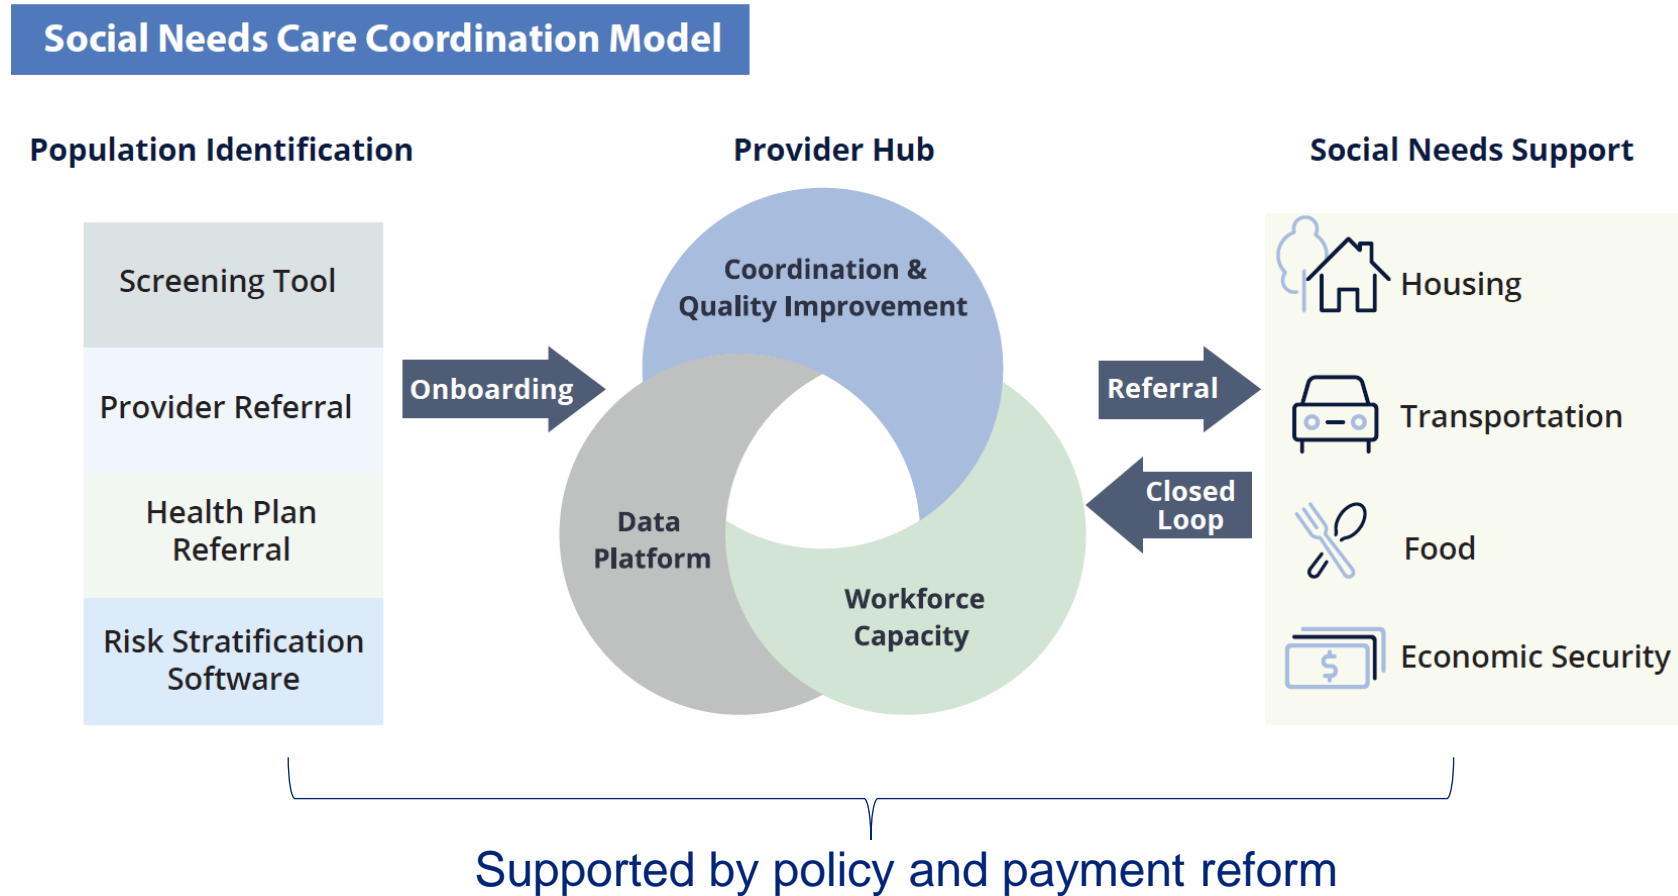 Social Needs Care Coordination Model
Population Identification
Screening Tool
Provider Referral
Health Plan
Referral
Risk Stratification
Software
Onboarding
Provider Hub
Coordination &
Quality Improvement
Data
Platform
Workforce
Capacity
Referral
Closed
Loop
Social Needs Support
Housing
Transportation
Food
$
Economic Security
Supported by policy and payment reform